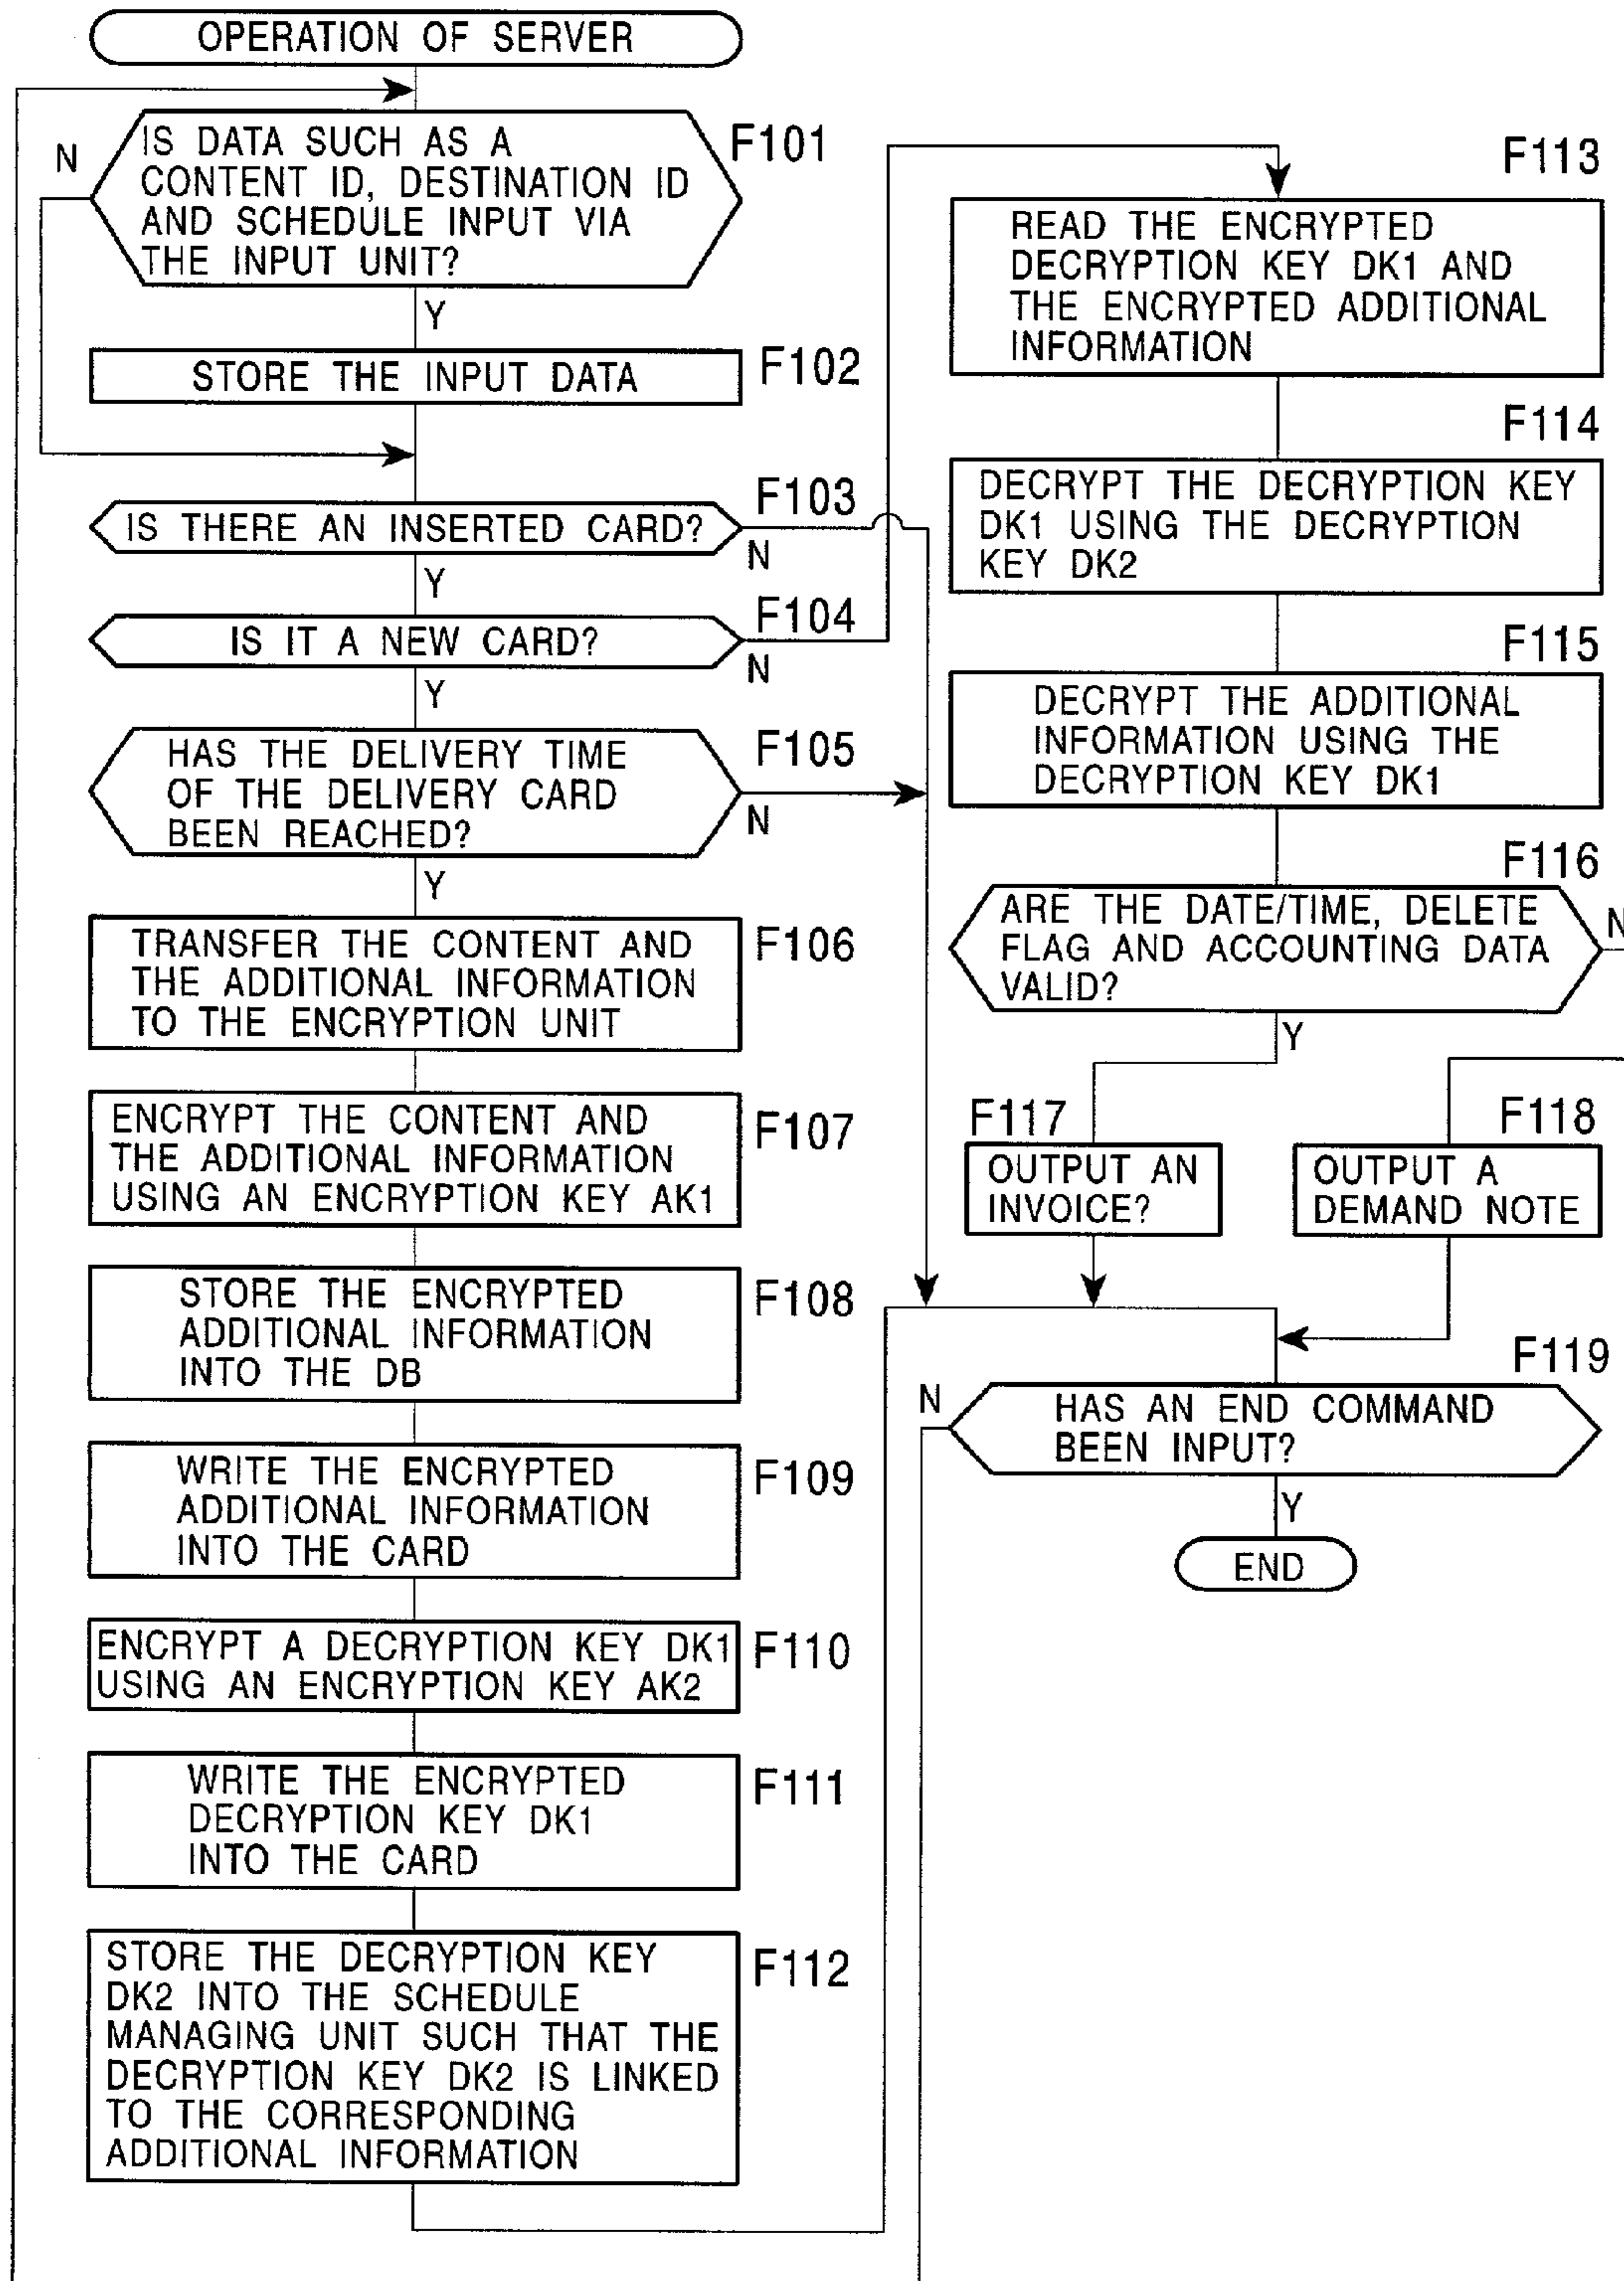 OPERATION OF SERVER
IS DATA SUCH AS A
CONTENT ID, DESTINATION ID
AND SCHEDULE INPUT VIA
THE INPUT UNIT?
F101
N
Y
STORE THE INPUT DATA
F102
IS THERE AN INSERTED CARD?
F103
N
Y
IS IT A NEW CARD?
F104
N
Y
HAS THE DELIVERY TIME
OF THE DELIVERY CARD
BEEN REACHED?
F105
N
Y
TRANSFER THE CONTENT AND
THE ADDITIONAL INFORMATION
TO THE ENCRYPTION UNIT
F106
ENCRYPT THE CONTENT AND
THE ADDITIONAL INFORMATION
USING AN ENCRYPTION KEY AK1
F107
STORE THE ENCRYPTED
ADDITIONAL INFORMATION
INTO THE DB
F108
WRITE THE ENCRYPTED
ADDITIONAL INFORMATION
INTO THE CARD
F109
ENCRYPT A DECRYPTION KEY DK1
USING AN ENCRYPTION KEY AK2
F110
WRITE THE ENCRYPTED
DECRYPTION KEY DK1
INTO THE CARD
F111
STORE THE DECRYPTION KEY
DK2 INTO THE SCHEDULE
MANAGING UNIT SUCH THAT THE
DECRYPTION KEY DK2 IS LINKED
TO THE CORRESPONDING
ADDITIONAL INFORMATION
F112
F113
READ THE ENCRYPTED
DECRYPTION KEY DK1 AND
THE ENCRYPTED ADDITIONAL
INFORMATION
F114
DECRYPT THE DECRYPTION KEY
DK1 USING THE DECRYPTION
KEY DK2
F115
DECRYPT THE ADDITIONAL
INFORMATION USING THE
DECRYPTION KEY DK1
F116
ARE THE DATE/TIME, DELETE
FLAG AND ACCOUNTING DATA
VALID?
N
Y
F117
OUTPUT AN
INVOICE?
F118
OUTPUT A
DEMAND NOTE
F119
HAS AN END COMMAND
BEEN INPUT?
N
Y
END